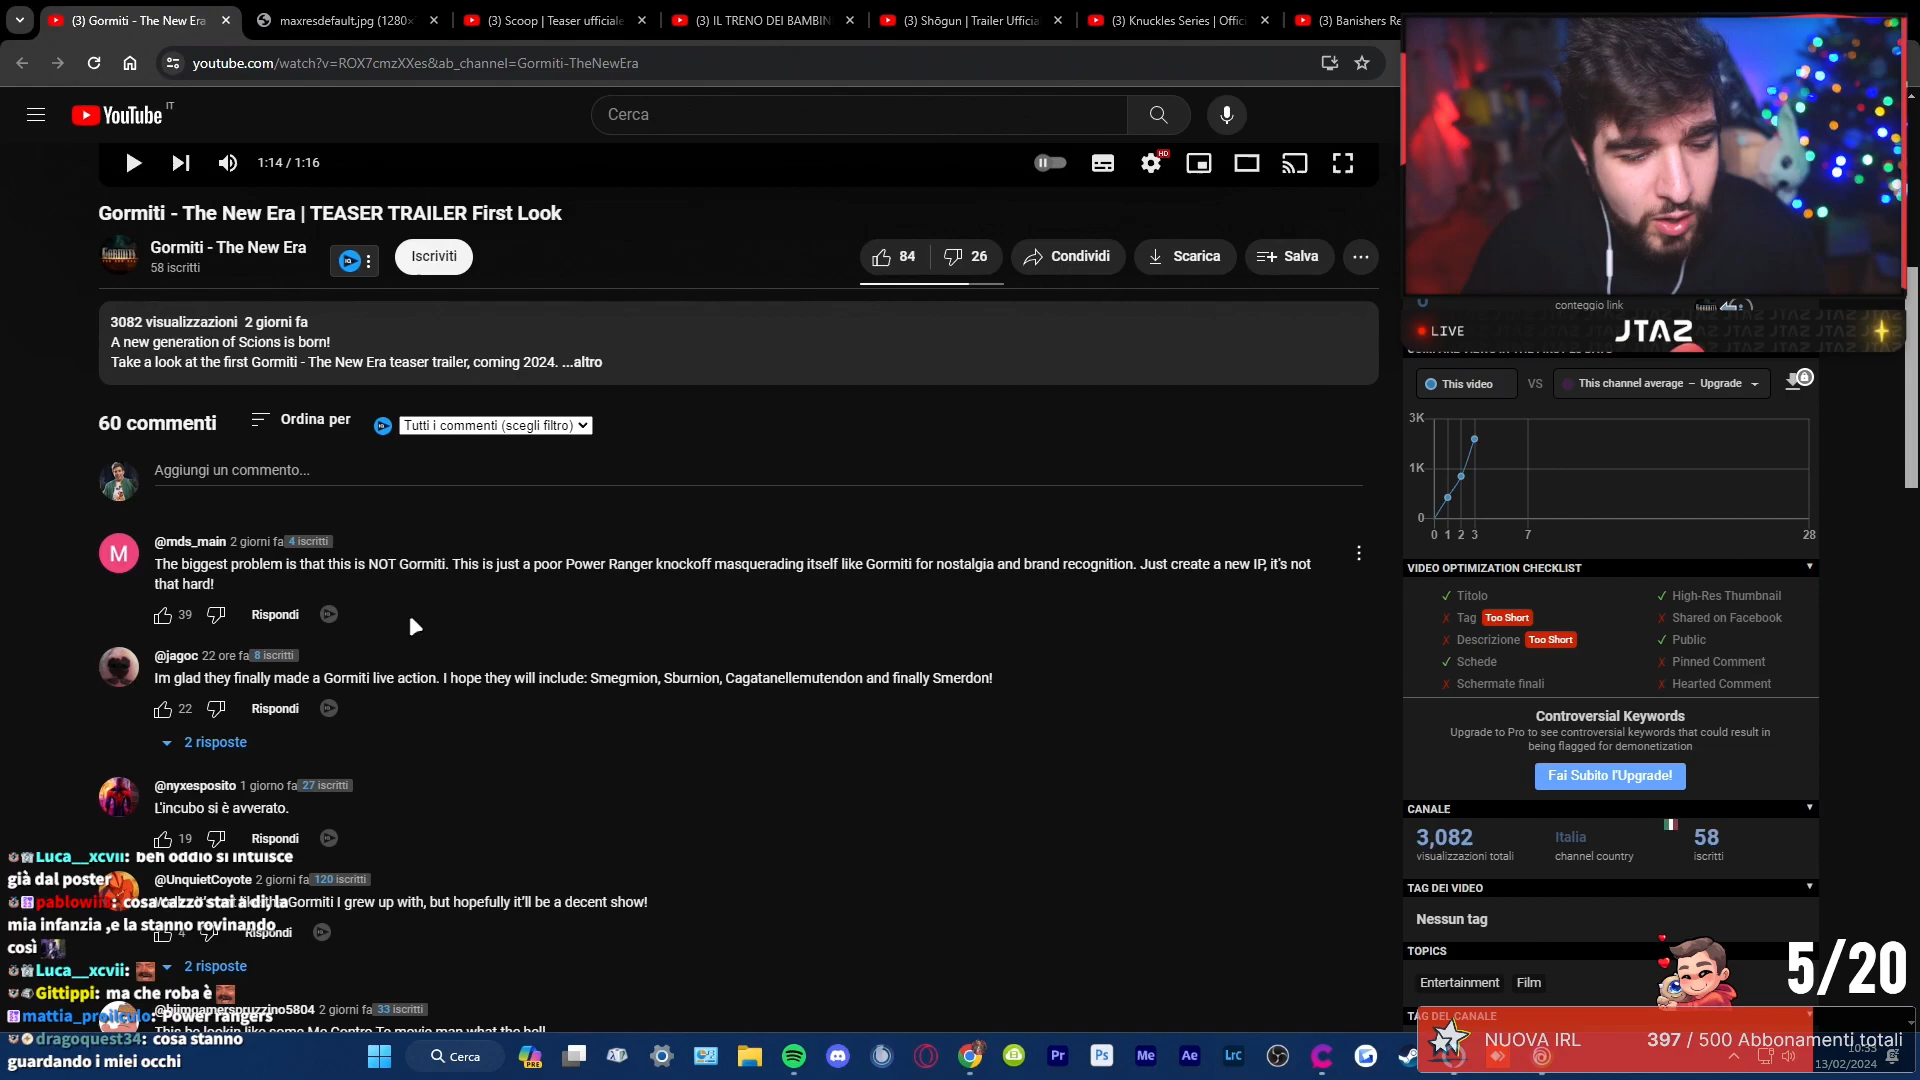 (3) Gormiti - The New Era
maxresdefault.jpg (1280×
(3) Scoop | Teaser ufficiale
(3) IL TRENO DEI BAMBIN
(3) Shōgun | Trailer Ufficia
(3) Knuckles Series | Offici
(3) Banishers Re
youtube.com/watch?v=ROX7cmzXXes&ab_channel=Gormiti-TheNewEra
YouTube IT
Cerca
1:14 / 1:16
HD
Gormiti - The New Era | TEASER TRAILER First Look
Gormiti - The New Era
58 iscritti
Iscriviti
84
26
Condividi
Scarica
Salva
3082 visualizzazioni 2 giorni fa
A new generation of Scions is born!
Take a look at the first Gormiti - The New Era teaser trailer, coming 2024. ...altro
60 commenti
Ordina per
Tutti i commenti (scegli filtro)
Aggiungi un commento...
M
@mds_main 2 giorni fa 4 iscritti
The biggest problem is that this is NOT Gormiti. This is just a poor Power Ranger knockoff masquerading itself like Gormiti for nostalgia and brand recognition. Just create a new IP, it's not
that hard!
39 Rispondi
@jagoc 22 ore fa 8 iscritti
Im glad they finally made a Gormiti live action. I hope they will include: Smegmion, Sburnion, Cagatanellemutendon and finally Smerdon!
22 Rispondi
2 risposte
@nyxesposito 1 giorno fa 27 iscritti
L'incubo si è avverato.
19 Rispondi
@UnquietCoyote 2 giorni fa 120 iscritti
Gormiti I grew up with, but hopefully it'll be a decent show!
4 Rispondi
2 risposte
2 giorni fa 33 iscritti
Luca__xcvii: ben oddio si intuisce
già dal poster
: cosa cazzo stai a di, la
mia infanzia ,e la stanno rovinando
così
Luca__xcvii:
Gittippi: ma che roba è
mattia_proilculo: Power rangers
dragoquest34: cosa stanno
guardando i miei occhi
conteggio link
LIVE
JTAZ
This video
VS
This channel average – Upgrade
3K
1K
0
0 1 2 3 7 28
VIDEO OPTIMIZATION CHECKLIST
Titolo
High-Res Thumbnail
Tag Too Short
Shared on Facebook
Descrizione Too Short
Public
Schede
Pinned Comment
Schermate finali
Hearted Comment
Controversial Keywords
Upgrade to Pro to see controversial keywords that could result in
being flagged for demonetization
Fai Subito l'Upgrade!
CANALE
3,082
visualizzazioni totali
Italia
channel country
58
iscritti
TAG DEI VIDEO
Nessun tag
TOPICS
Entertainment
Film
TAG DEL CANALE
5/20
NUOVA IRL
397 / 500 Abbonamenti totali
Cerca
PRE
Pr
Ps
Me
Ae
Lrc
10:33
13/02/2024